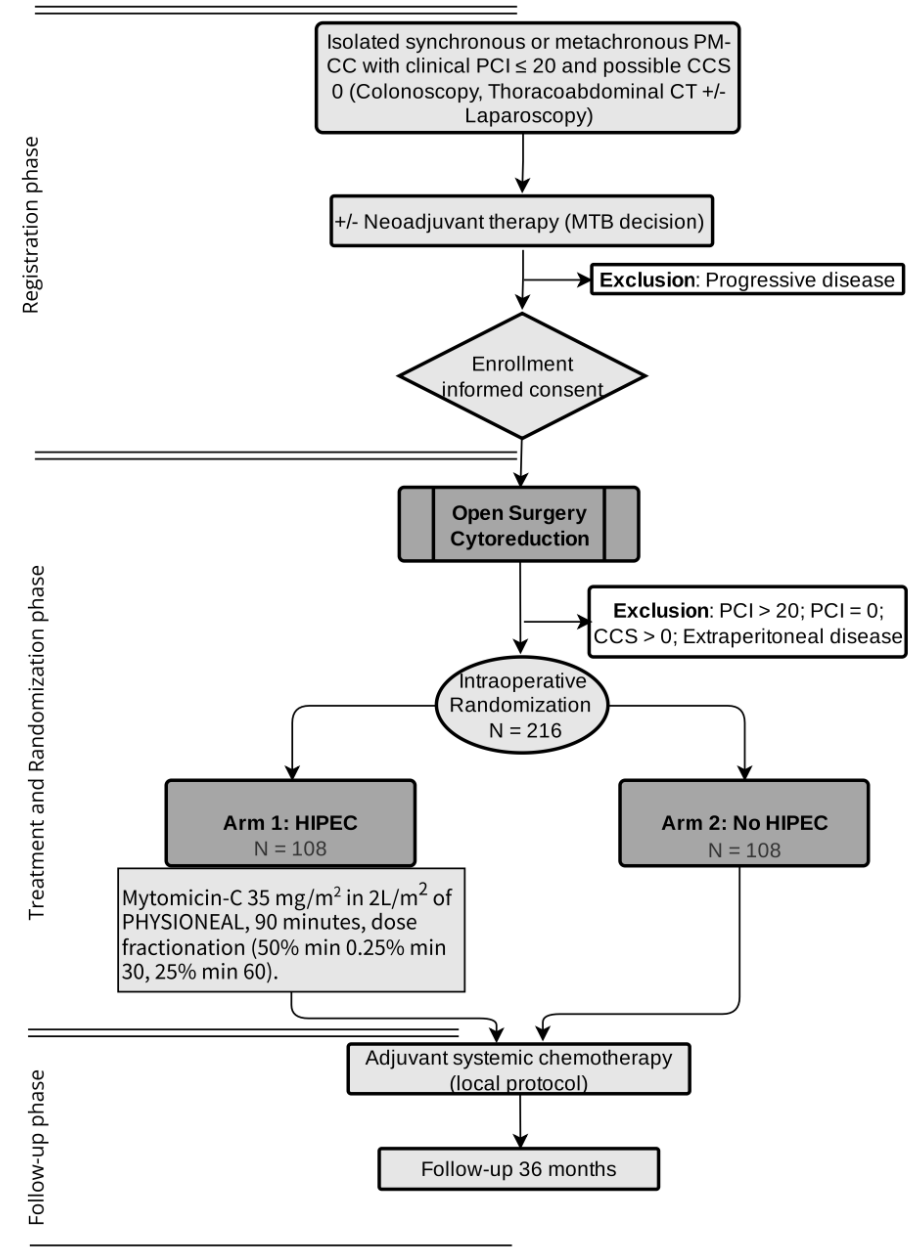 Isolated synchronous or metachronous PM-
CC with clinical PCI ≤ 20 and possible CCS
0 (Colonoscopy, Thoracoabdominal CT +/-
Laparoscopy)
Registration phase
+/- Neoadjuvant therapy (MTB decision)
Exclusion: Progressive disease
Enrollment
informed consent
Open Surgery
Cytoreduction
Treatment and Randomization phase
Exclusion: PCI > 20; PCI = 0;
CCS > 0; Extraperitoneal disease
Intraoperative
Randomization
N = 216
Arm 1: HIPEC
N = 108
Arm 2: No HIPEC
N = 108
Mytomicin-C 35 mg/m² in 2L/m² of
PHYSIONEAL, 90 minutes, dose
fractionation (50% min 0.25% min
30, 25% min 60).
Follow-up phase
Adjuvant systemic chemotherapy
(local protocol)
Follow-up 36 months